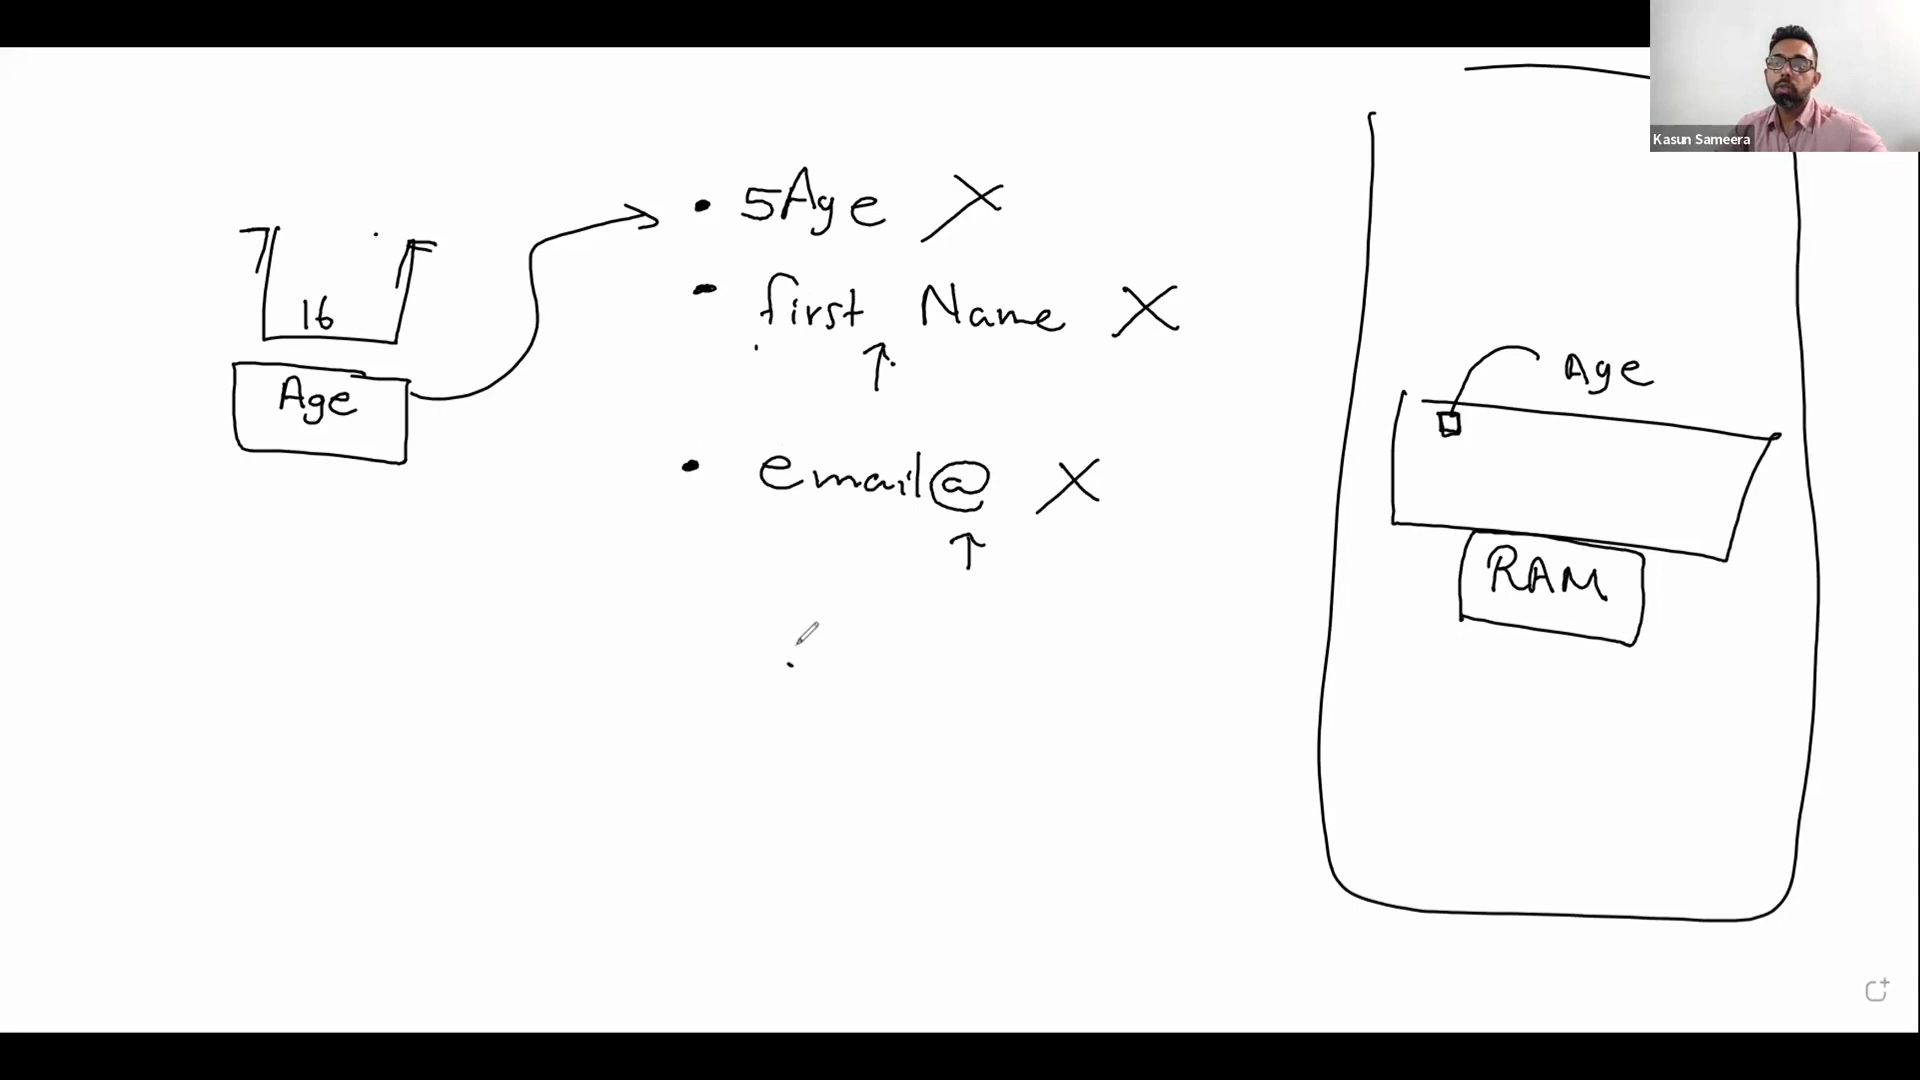 Kasun Sameera
• 5Age X
• first Name X
16
Age
• email@ X
Age
RAM